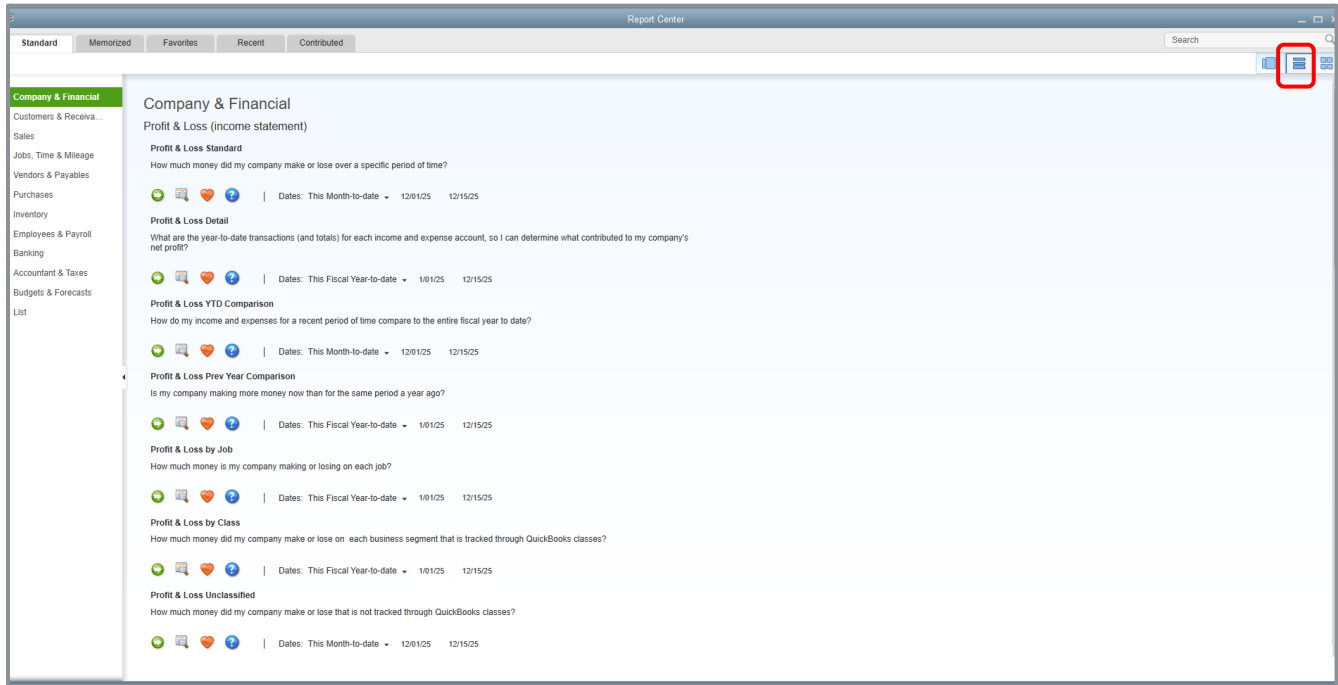 Report Center
Standard Memorized Favorites Recent Contributed Search
Company & Financial
Customers & Receiva...
Sales
Jobs, Time & Mileage
Vendors & Payables
Purchases
Inventory
Employees & Payroll
Banking
Accountant & Taxes
Budgets & Forecasts
List
Company & Financial
Profit & Loss (income statement)
Profit & Loss Standard
How much money did my company make or lose over a specific period of time?
? | Dates: This Month-to-date 12/01/25 12/15/25
Profit & Loss Detail
What are the year-to-date transactions (and totals) for each income and expense account, so I can determine what contributed to my company's
net profit?
? | Dates: This Fiscal Year-to-date 1/01/25 12/15/25
Profit & Loss YTD Comparison
How do my income and expenses for a recent period of time compare to the entire fiscal year to date?
? | Dates: This Month-to-date 12/01/25 12/15/25
Profit & Loss Prev Year Comparison
Is my company making more money now than for the same period a year ago?
? | Dates: This Fiscal Year-to-date 1/01/25 12/15/25
Profit & Loss by Job
How much money is my company making or losing on each job?
? | Dates: This Fiscal Year-to-date 1/01/25 12/15/25
Profit & Loss by Class
How much money did my company make or lose on each business segment that is tracked through QuickBooks classes?
? | Dates: This Fiscal Year-to-date 1/01/25 12/15/25
Profit & Loss Unclassified
How much money did my company make or lose that is not tracked through QuickBooks classes?
? | Dates: This Month-to-date 12/01/25 12/15/25